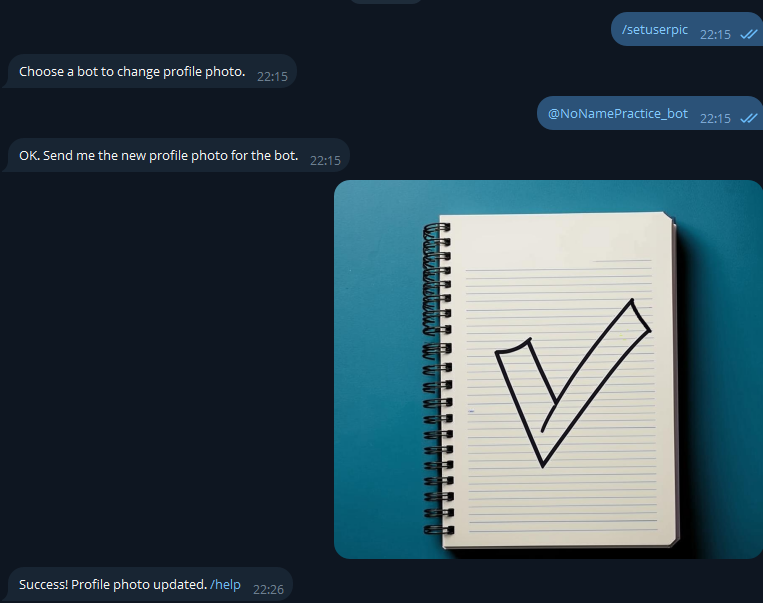 /setuserpic 22:15
Choose a bot to change profile photo. 22:15
@NoNamePractice_bot 22:15
OK. Send me the new profile photo for the bot. 22:15
Success! Profile photo updated. /help 22:26